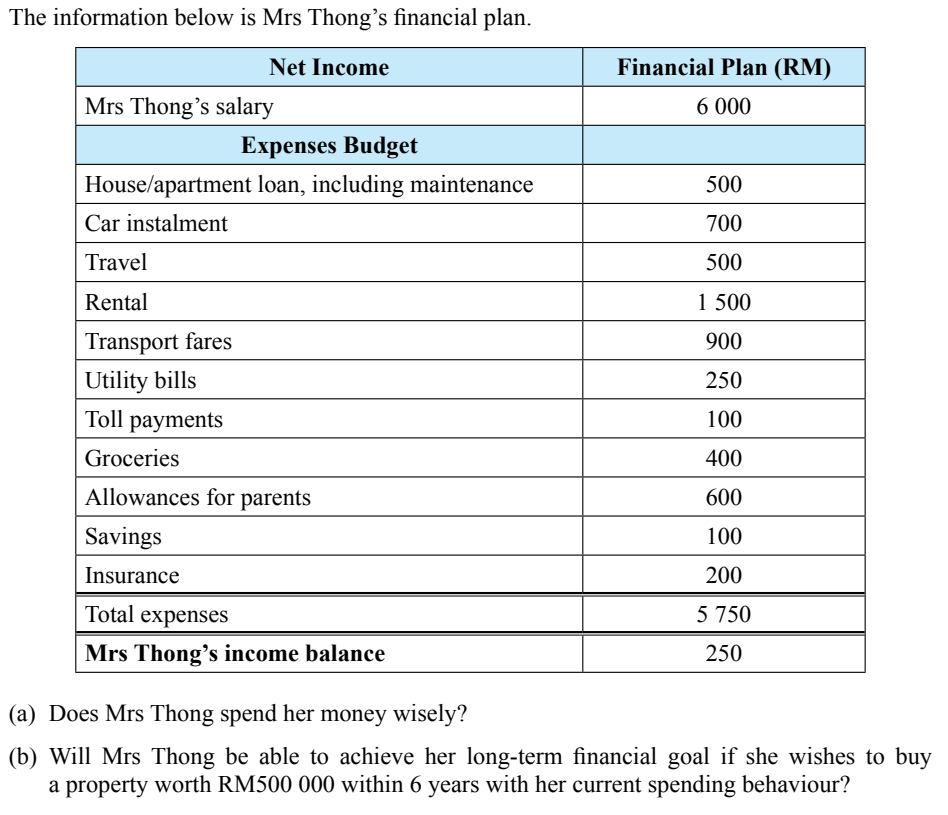 The information below is Mrs Thong’s financial plan.
Net Income Financial Plan (RM)
Mrs Thong’s salary 6 000
Expenses Budget
House/apartment loan, including maintenance 500
Car instalment 700
Travel 500
Rental 1 500
Transport fares 900
Utility bills 250
Toll payments 100
Groceries 400
Allowances for parents 600
Savings 100
Insurance 200
Total expenses 5 750
Mrs Thong’s income balance 250
(a) Does Mrs Thong spend her money wisely?
(b) Will Mrs Thong be able to achieve her long-term financial goal if she wishes to buy
a property worth RM500 000 within 6 years with her current spending behaviour?